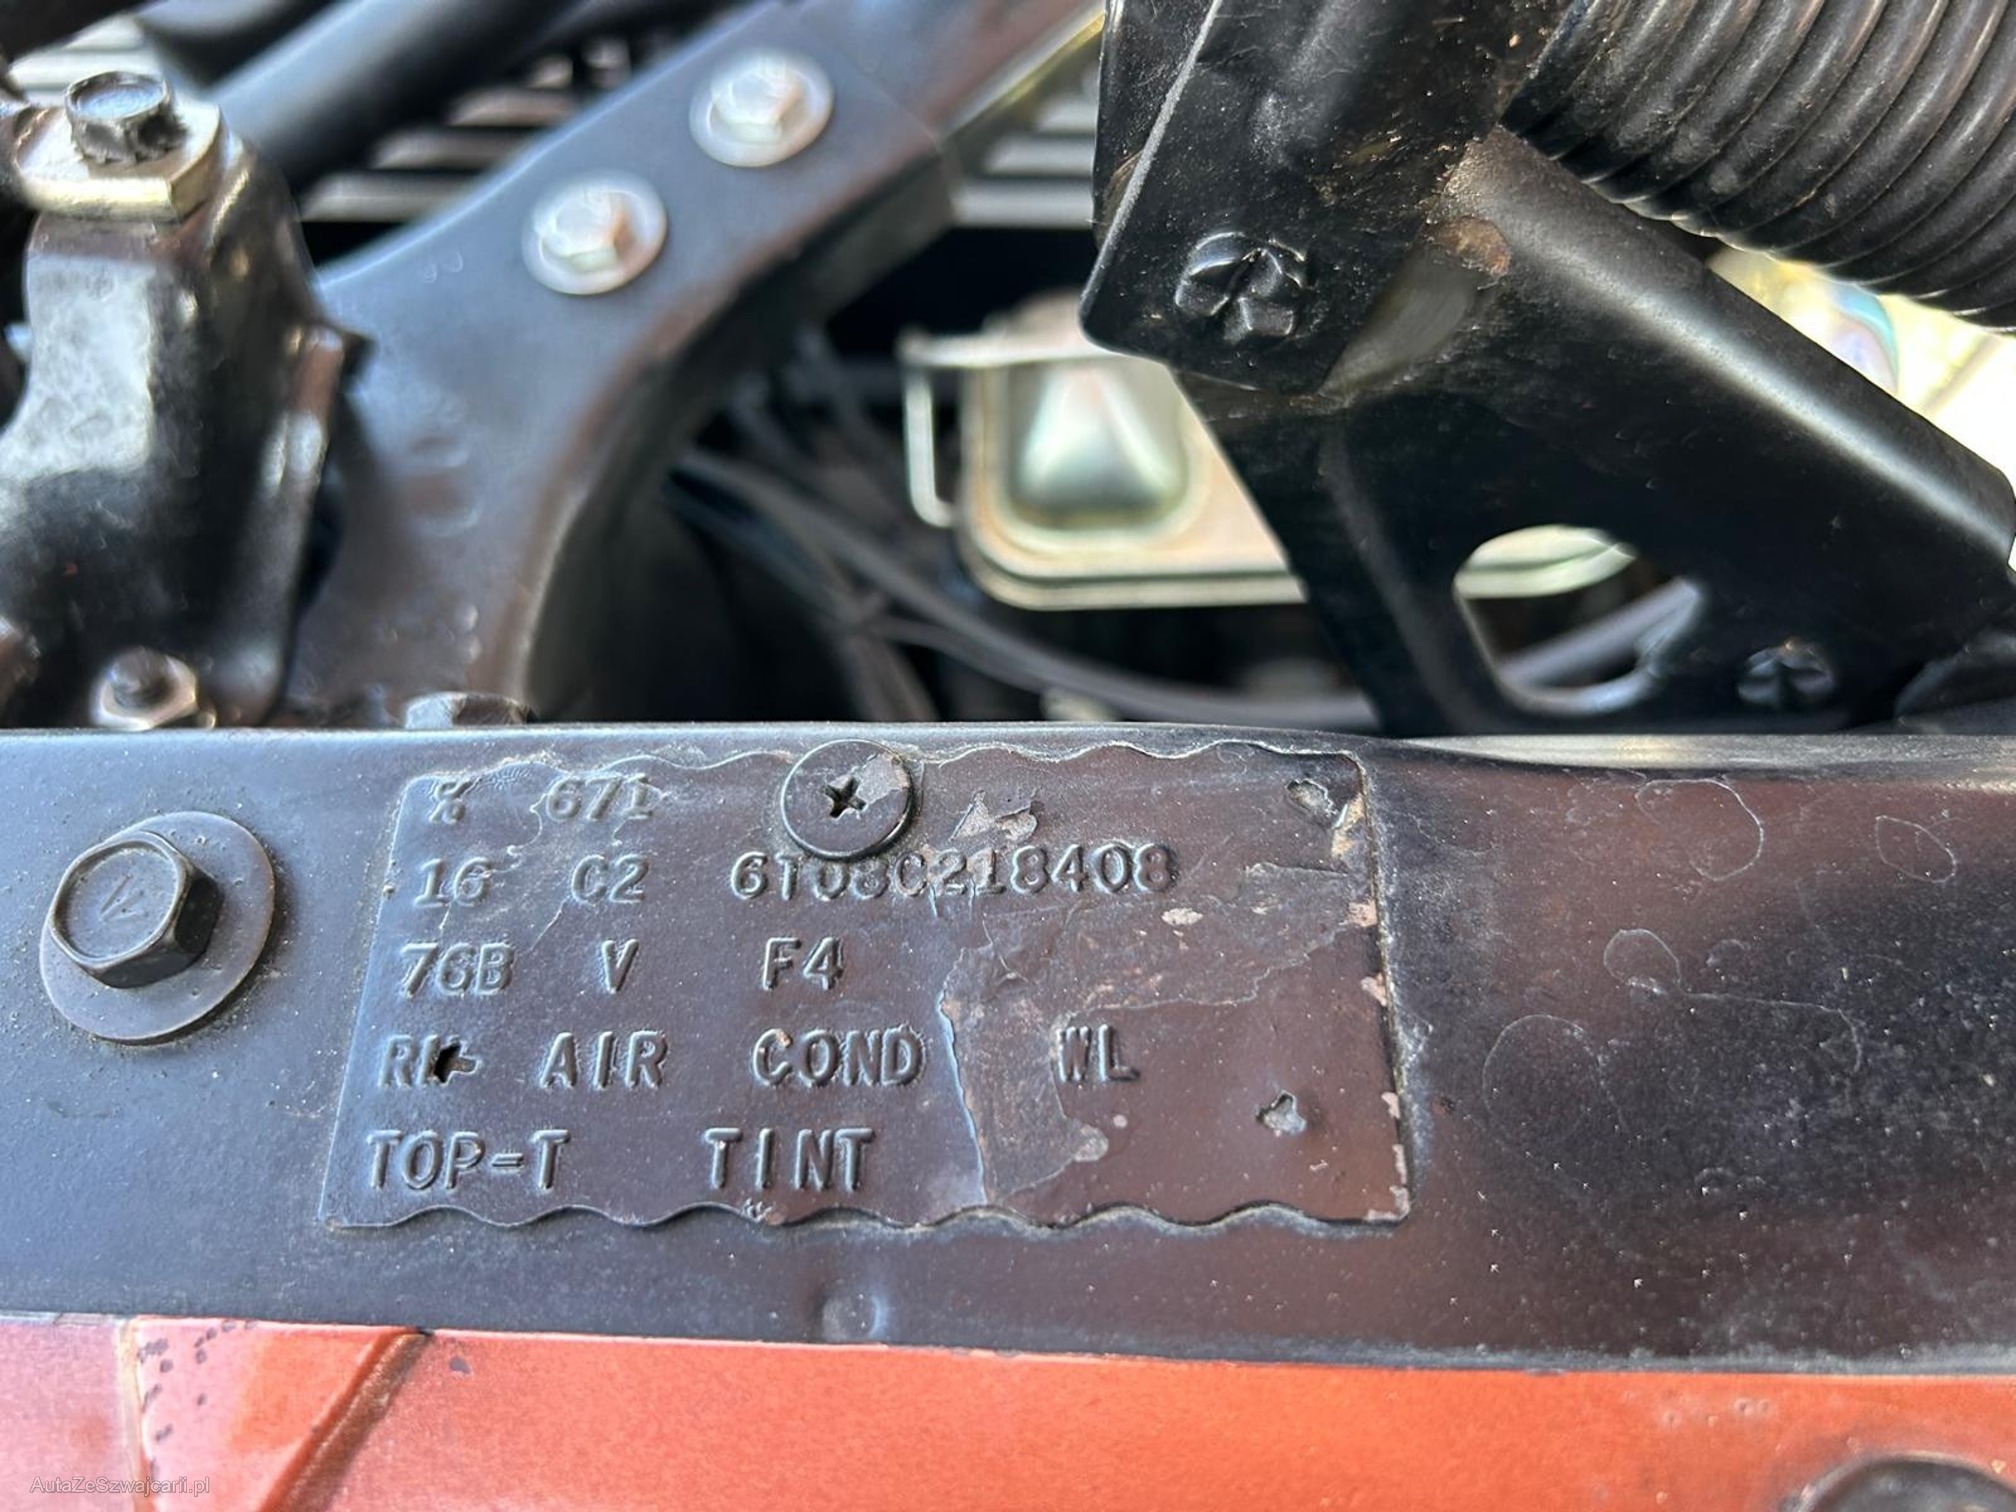 % 671
16 C2 6T08C218408
76B V F4
AIR COND WL
TOP=T TINT
AutaZeSzwajcarii.pl